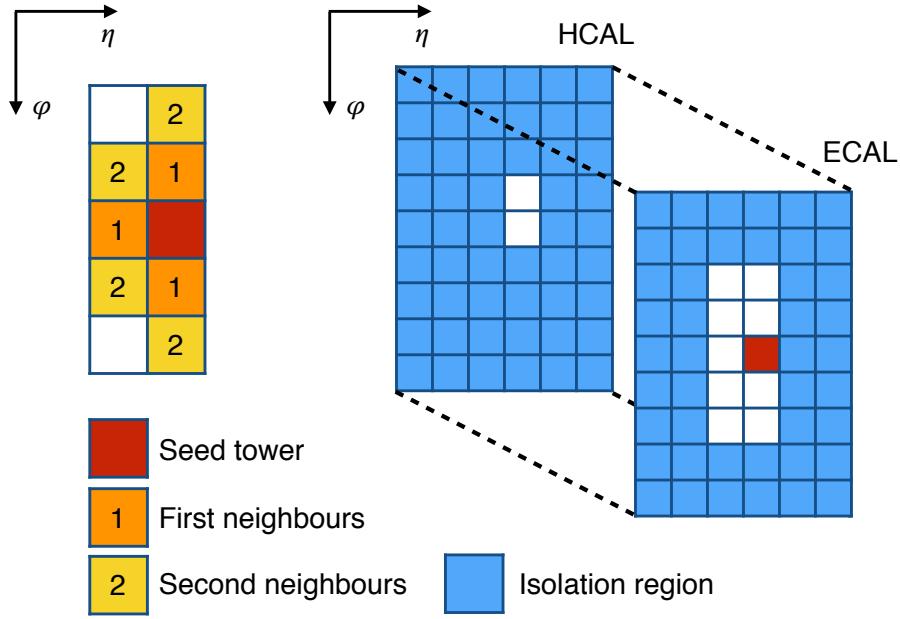 η
φ
2
2 1
1
2 1
2
Seed tower
1 First neighbours
2 Second neighbours
η
φ
HCAL
ECAL
Isolation region